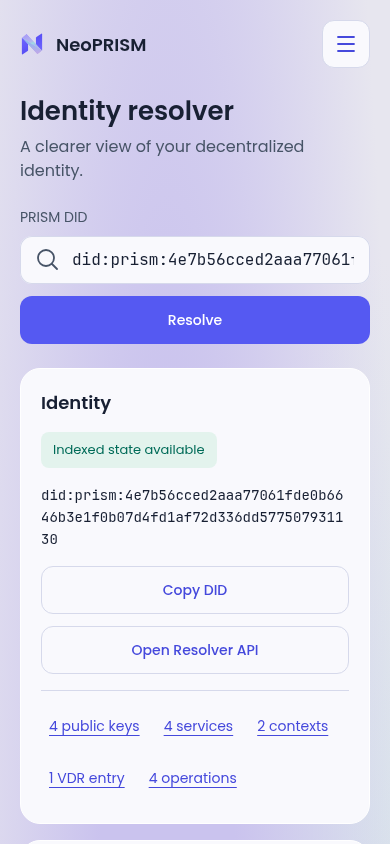 NeoPRISM
Identity resolver
A clearer view of your decentralized
identity.
PRISM DID
did:prism:4e7b56cced2aaa77061
Resolve
Identity
Indexed state available
did:prism:4e7b56cced2aaa77061fde0b66
46b3e1f0b07d4fd1af72d336dd5775079311
30
Copy DID
Open Resolver API
4 public keys
4 services
2 contexts
1 VDR entry
4 operations